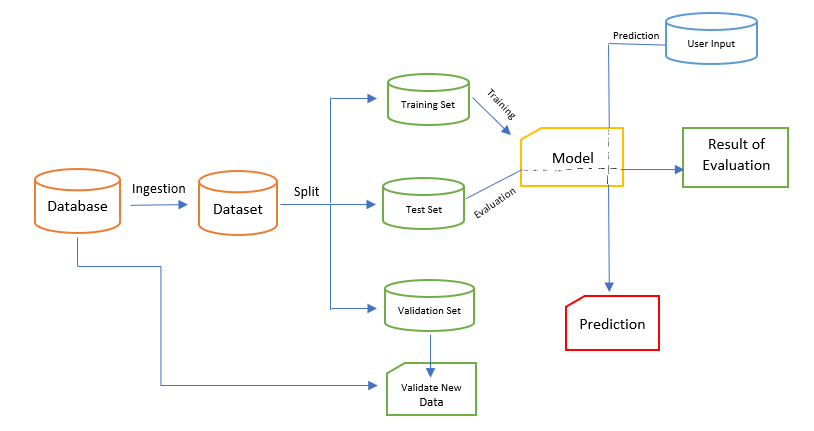 Prediction
User Input
Training Set
Training
Model
Result of
Evaluation
Database
Ingestion
Dataset
Split
Test Set
Evaluation
Validation Set
Prediction
Validate New
Data